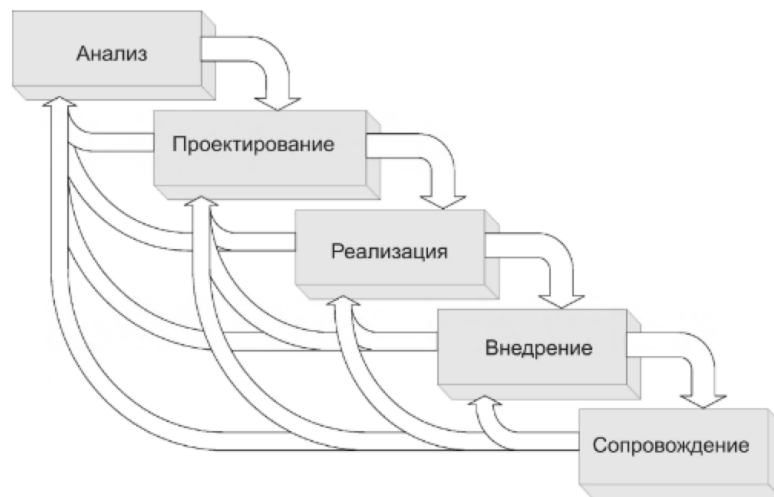 Анализ
Проектирование
Реализация
Внедрение
Сопровождение